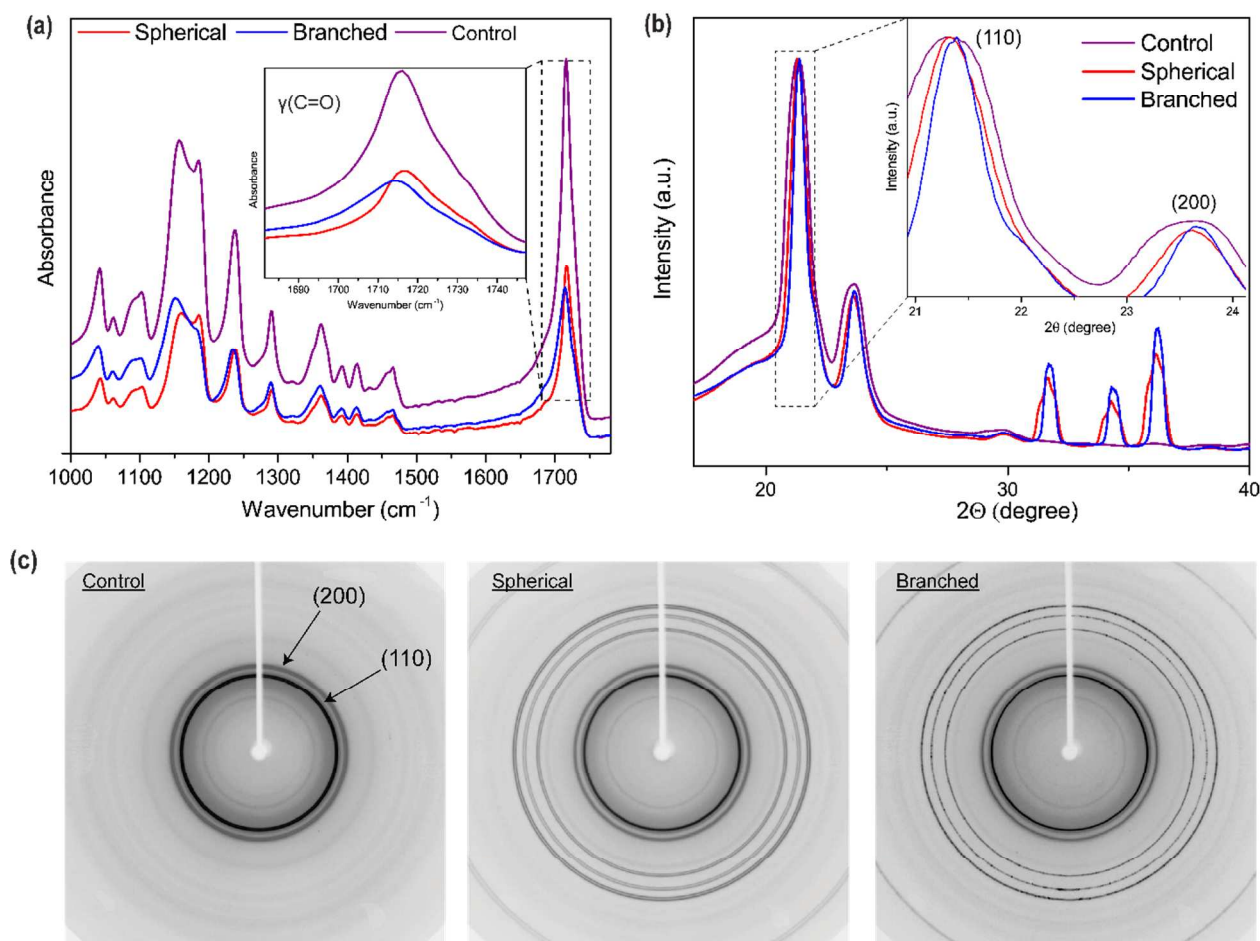 (a)
Spherical Branched Control
γ(C=O)
Absorbance
1690 1700 1710 1720 1730 1740
Wavenumber (cm⁻¹)
Absorbance
1000 1100 1200 1300 1400 1500 1600 1700
Wavenumber (cm⁻¹)
(b)
(110)
Control
Spherical
Branched
(200)
Intensity (a.u.)
21 22 23 24
2θ (degree)
Intensity (a.u.)
20 30 40
2Θ (degree)
(c)
Control
(200)
(110)
Spherical
Branched